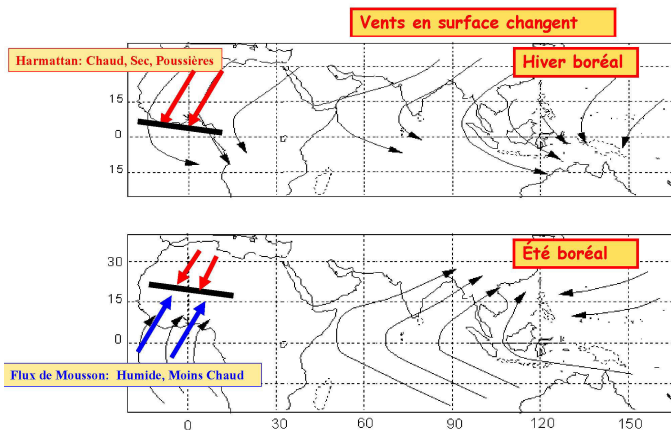 Vents en surface changent
Harmattan: Chaud, Sec, Poussières
Hiver boréal
15
0
15
Été boréal
30
15
0
Flux de Mousson: Humide, Moins Chaud
0 30 60 90 120 150